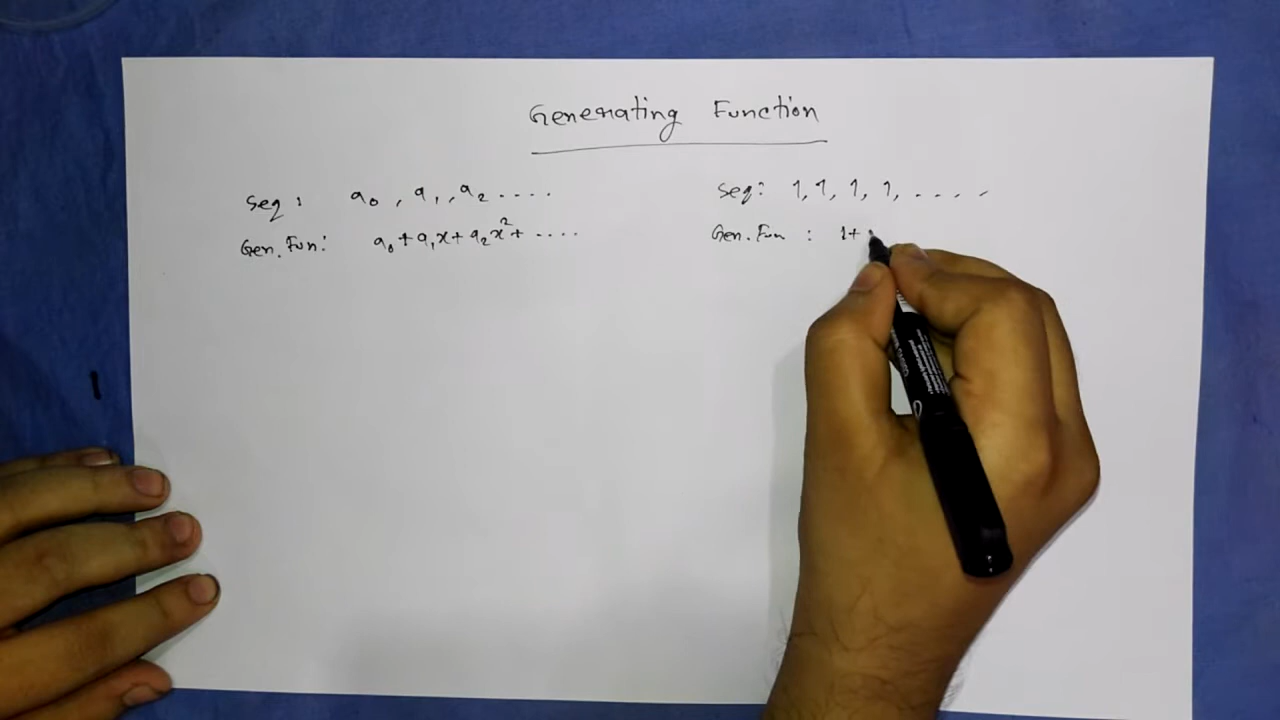 Generating Function
Seq : a₀ , a₁ , a₂ ....
Gen. Fun : a₀ + a₁x + a₂x² + ....
Seq : 1, 1, 1, 1, . . . .
Gen. Fun : 1+